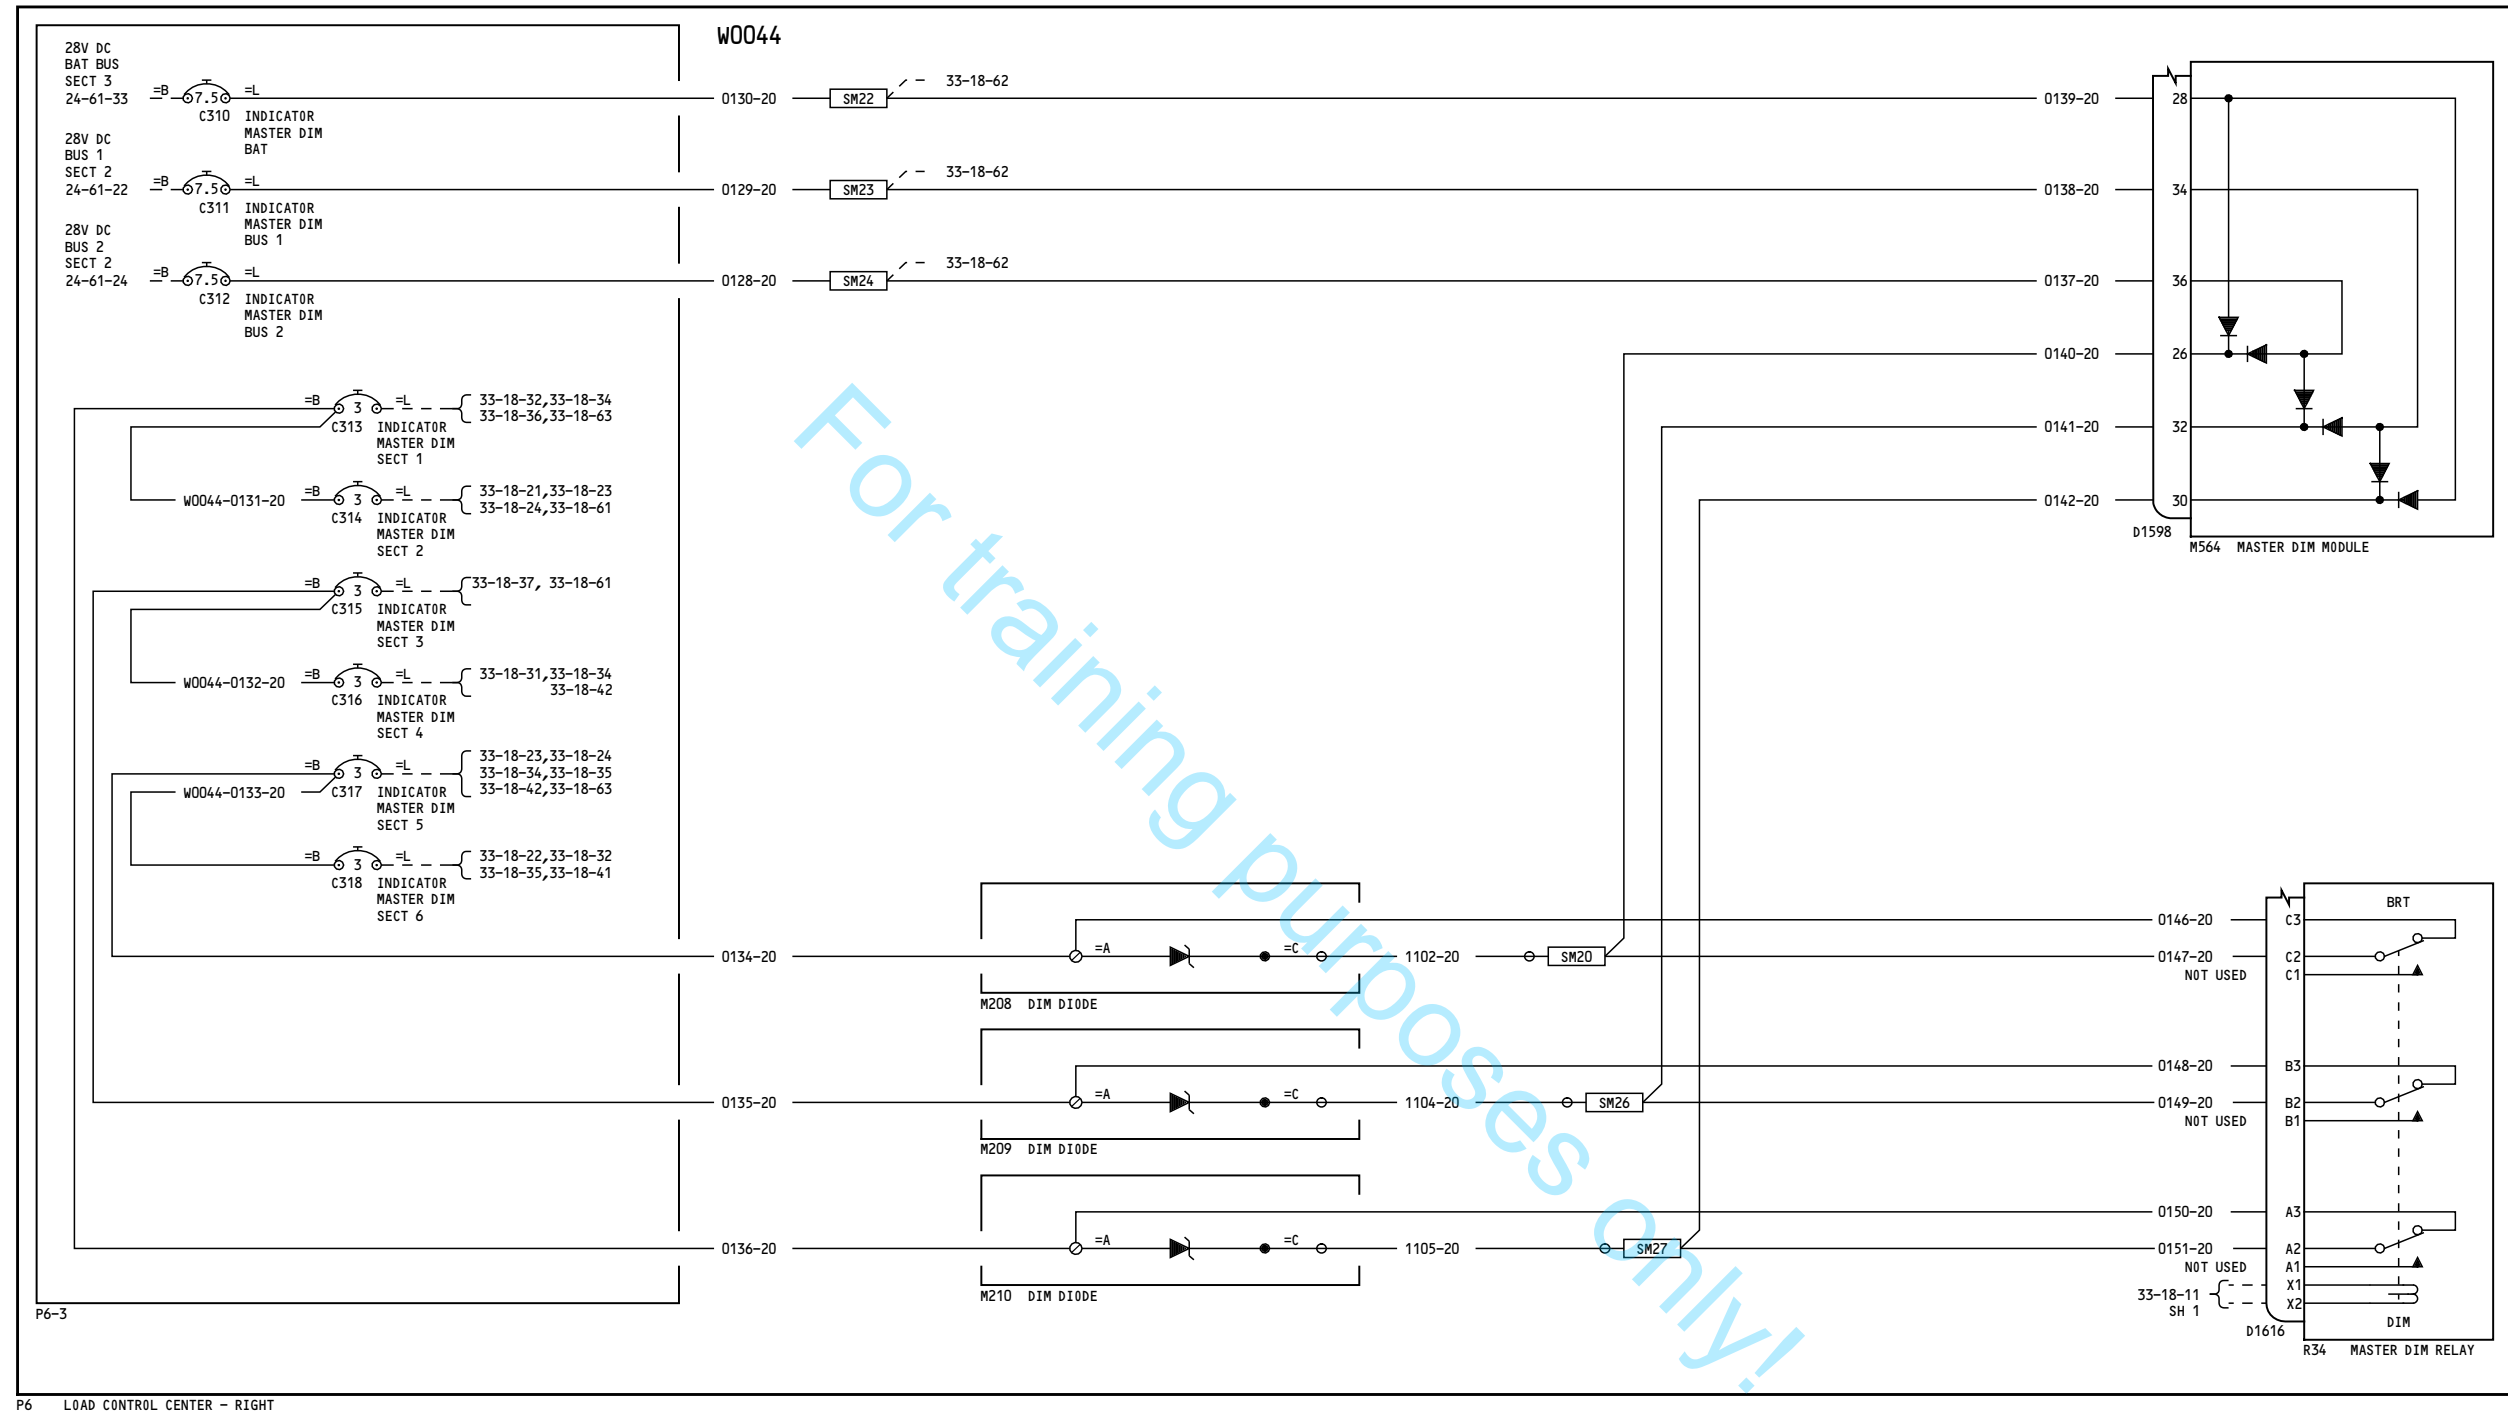 W0044
28V DC
BAT BUS
SECT 3
24-61-33
=B
7.5
=L
C310 INDICATOR
MASTER DIM
BAT
0130-20
SM22
33-18-62
0139-20
28
28V DC
BUS 1
SECT 2
24-61-22
=B
7.5
=L
C311 INDICATOR
MASTER DIM
BUS 1
0129-20
SM23
33-18-62
0138-20
34
28V DC
BUS 2
SECT 2
24-61-24
=B
7.5
=L
C312 INDICATOR
MASTER DIM
BUS 2
0128-20
SM24
33-18-62
0137-20
36
0140-20
26
0141-20
32
0142-20
30
D1598
M564 MASTER DIM MODULE
=B
3
=L
33-18-32,33-18-34
33-18-36,33-18-63
C313 INDICATOR
MASTER DIM
SECT 1
W0044-0131-20
=B
3
=L
33-18-21,33-18-23
33-18-24,33-18-61
C314 INDICATOR
MASTER DIM
SECT 2
=B
3
=L
33-18-37, 33-18-61
C315 INDICATOR
MASTER DIM
SECT 3
W0044-0132-20
=B
3
=L
33-18-31,33-18-34
33-18-42
C316 INDICATOR
MASTER DIM
SECT 4
=B
3
=L
33-18-23,33-18-24
33-18-34,33-18-35
33-18-42,33-18-63
W0044-0133-20
C317 INDICATOR
MASTER DIM
SECT 5
=B
3
=L
33-18-22,33-18-32
33-18-35,33-18-41
C318 INDICATOR
MASTER DIM
SECT 6
0134-20
=A
=C
1102-20
SM20
M208 DIM DIODE
0135-20
=A
=C
1104-20
SM26
M209 DIM DIODE
0136-20
=A
=C
1105-20
SM27
M210 DIM DIODE
BRT
0146-20
C3
0147-20
C2
NOT USED
C1
0148-20
B3
0149-20
B2
NOT USED
B1
0150-20
A3
0151-20
A2
NOT USED
A1
33-18-11
SH 1
X1
X2
DIM
D1616
R34 MASTER DIM RELAY
P6-3
P6 LOAD CONTROL CENTER - RIGHT
For training purposes only!